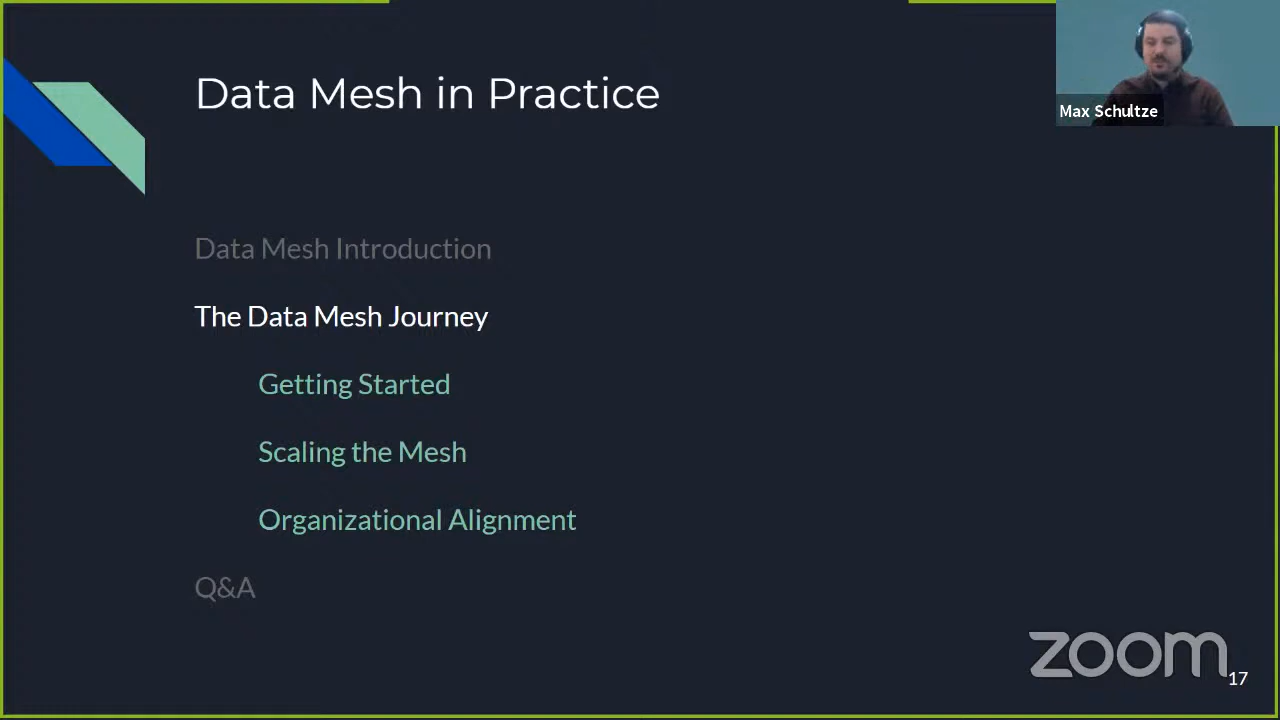 Data Mesh in Practice
Max Schultze
Data Mesh Introduction
The Data Mesh Journey
Getting Started
Scaling the Mesh
Organizational Alignment
Q&A
zoom
17